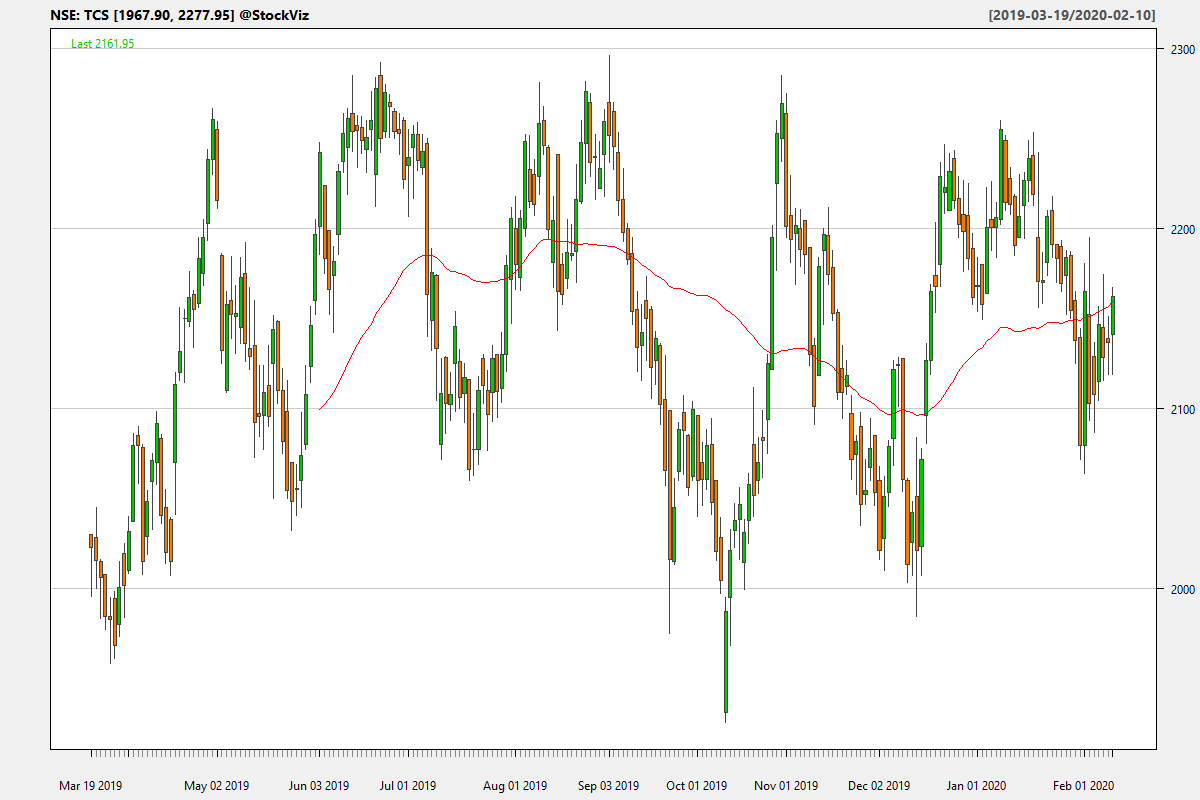 NSE: TCS [1967.90, 2277.95] @StockViz
[2019-03-19/2020-02-10]
Last 2161.95
2300
2200
2100
2000
Mar 19 2019 May 02 2019 Jun 03 2019 Jul 01 2019 Aug 01 2019 Sep 03 2019 Oct 01 2019 Nov 01 2019 Dec 02 2019 Jan 01 2020 Feb 01 2020